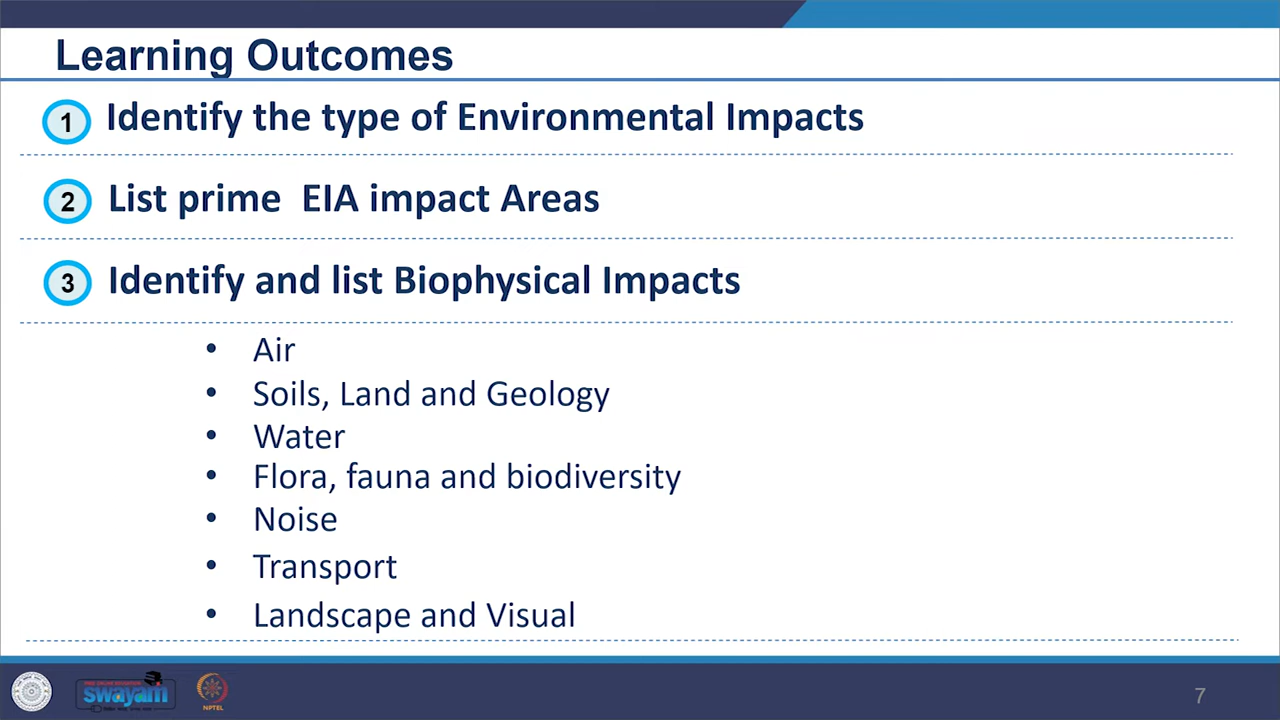 Learning Outcomes
1 Identify the type of Environmental Impacts
2 List prime EIA impact Areas
3 Identify and list Biophysical Impacts
• Air
• Soils, Land and Geology
• Water
• Flora, fauna and biodiversity
• Noise
• Transport
• Landscape and Visual
swayam
NPTEL
7